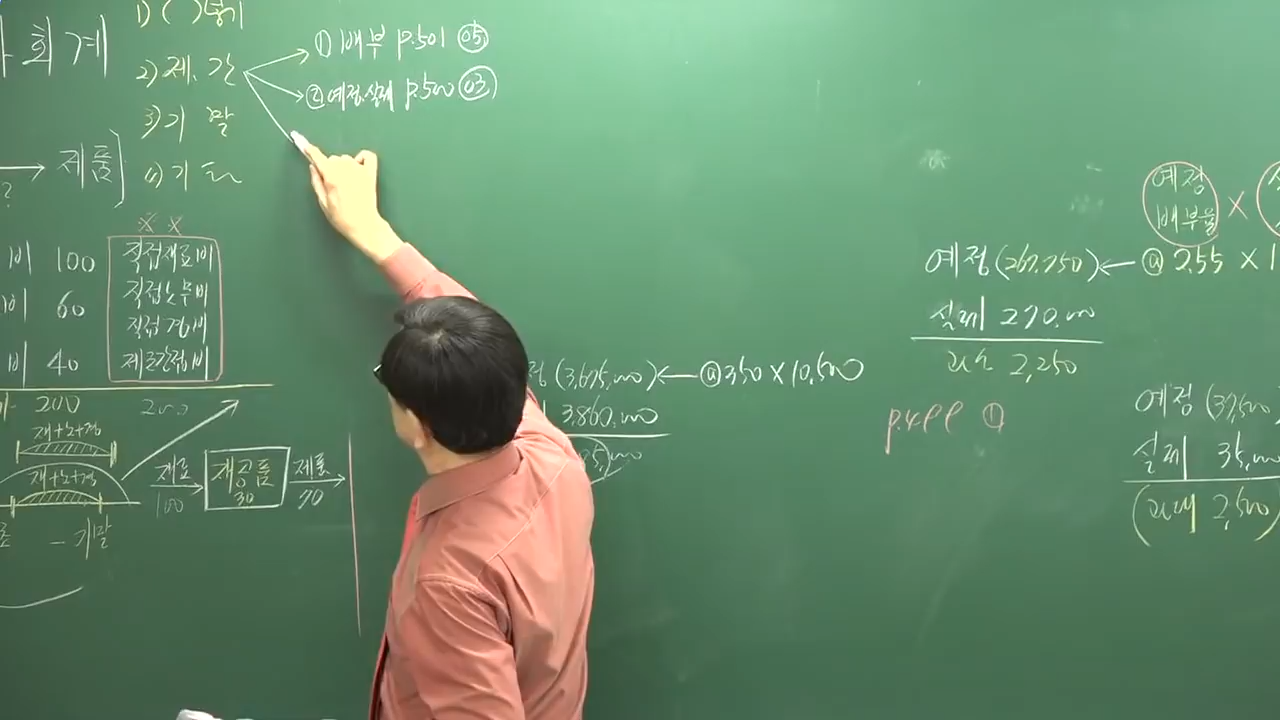 회계
1) ( )동기
2) 제. 간
3) 기 말
4) 기 타
① 배부 p.501 ⑤
② 예정.실제 p.500 ③
→ 제품]
?
※ ※
비 100 직접재료비
비 60 직접노무비
직접경비
비 40 제조간접비
200 200
재+노+경
재+노+경
- 기말
재료 100 → 재공품 30 제품 70 →
(3,675,000) ← @350 × 10,500
3,860,000
예정 배부율 ×
예정 (267,750) ← @ 2.55 × 1
실제 270,000
과소 2,250
p.499 ①
예정 (37,500
실제 35,000
(과대 2,500)